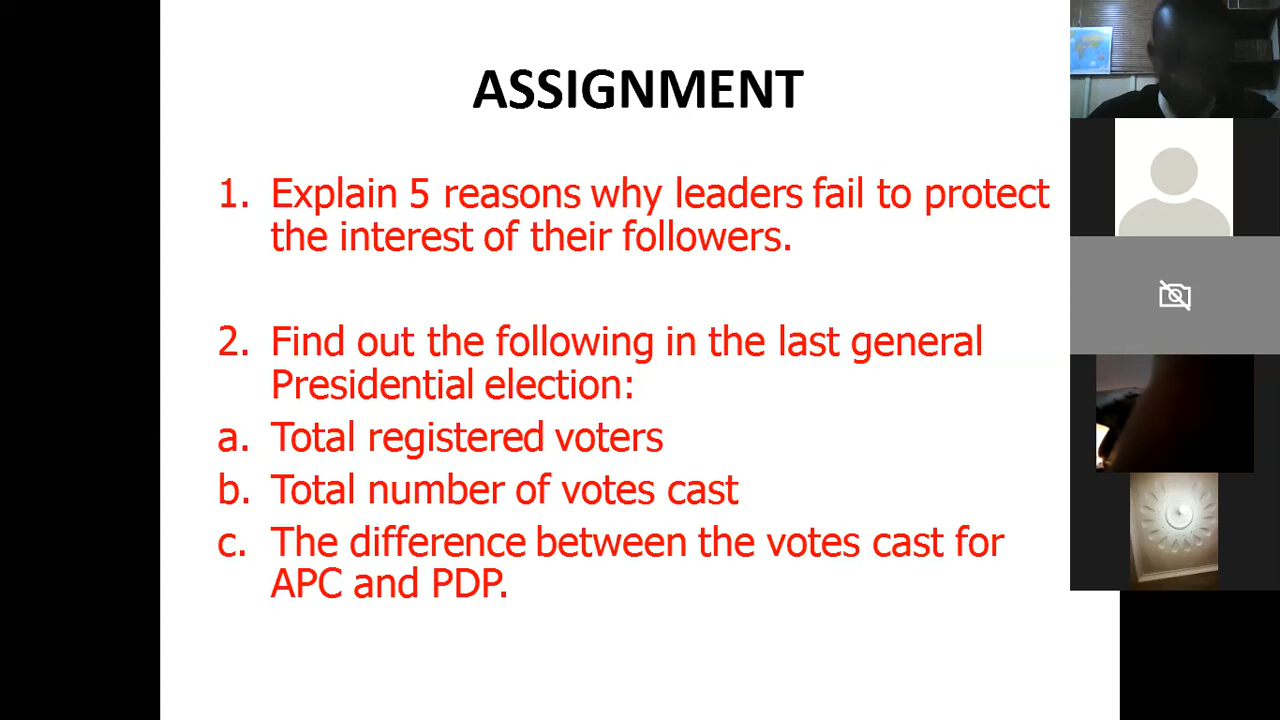 ASSIGNMENT
1. Explain 5 reasons why leaders fail to protect
the interest of their followers.
2. Find out the following in the last general
Presidential election:
a. Total registered voters
b. Total number of votes cast
c. The difference between the votes cast for
APC and PDP.